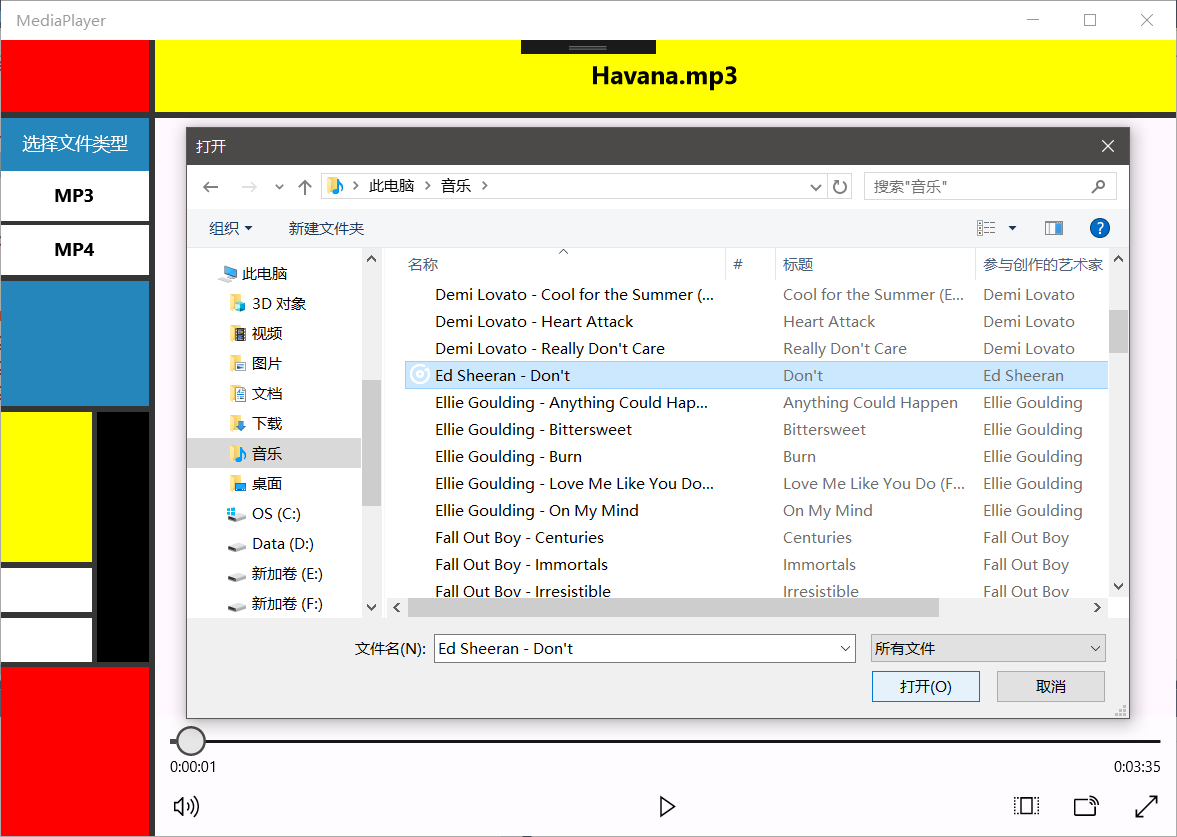 MediaPlayer
Havana.mp3
选择文件类型
MP3
MP4
打开
此电脑 音乐
搜索"音乐"
组织 新建文件夹
?
此电脑
3D 对象
视频
图片
文档
下载
音乐
桌面
OS (C:)
Data (D:)
新加卷 (E:)
新加卷 (F:)
名称 # 标题 参与创作的艺术家
Demi Lovato - Cool for the Summer (... Cool for the Summer (E... Demi Lovato
Demi Lovato - Heart Attack Heart Attack Demi Lovato
Demi Lovato - Really Don't Care Really Don't Care Demi Lovato
Ed Sheeran - Don't Don't Ed Sheeran
Ellie Goulding - Anything Could Hap... Anything Could Happen Ellie Goulding
Ellie Goulding - Bittersweet Bittersweet Ellie Goulding
Ellie Goulding - Burn Burn Ellie Goulding
Ellie Goulding - Love Me Like You Do... Love Me Like You Do (F... Ellie Goulding
Ellie Goulding - On My Mind On My Mind Ellie Goulding
Fall Out Boy - Centuries Centuries Fall Out Boy
Fall Out Boy - Immortals Immortals Fall Out Boy
Fall Out Boy - Irresistible Irresistible Fall Out Boy
文件名(N): Ed Sheeran - Don't 所有文件
打开(O) 取消
0:00:01 0:03:35